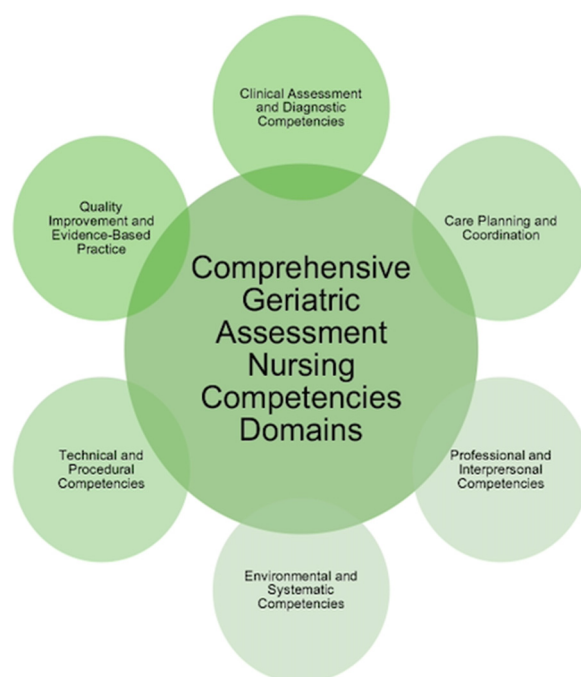 Clinical Assessment
and Diagnostic
Competencies
Quality
Improvement and
Evidence-Based
Practice
Care Planning and
Coordination
Comprehensive
Geriatric
Assessment
Nursing
Competencies
Domains
Technical and
Procedural
Competencies
Professional and
Interprersonal
Competencies
Environmental and
Systematic
Competencies